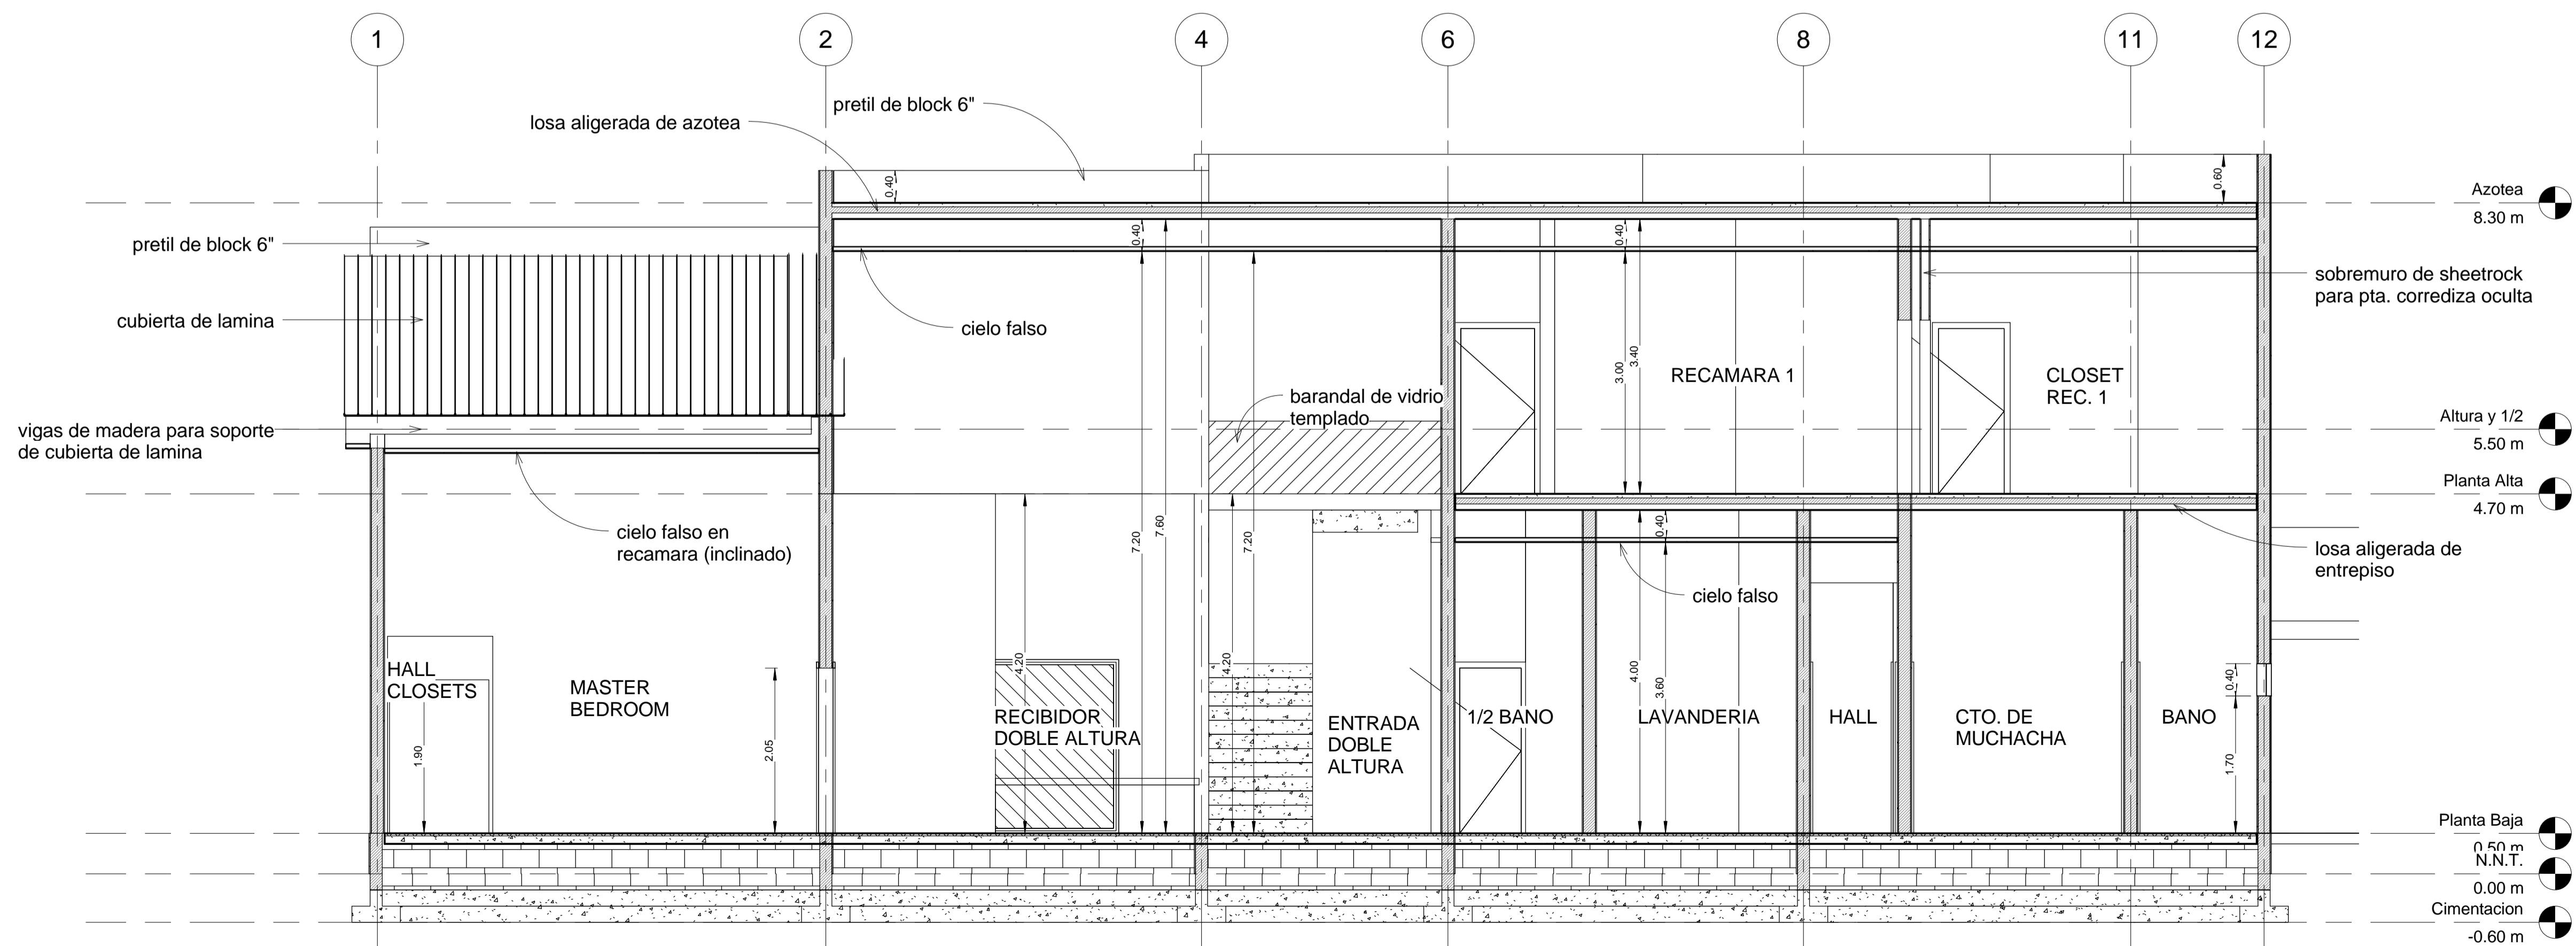 1
2
4
6
8
11
12
pretil de block 6"
losa aligerada de azotea
0.40
0.60
Azotea
8.30 m
pretil de block 6"
0.40
7.60
0.40
3.40
3.00
sobremuro de sheetrock
para pta. corrediza oculta
cubierta de lamina
cielo falso
RECAMARA 1
CLOSET
REC. 1
barandal de vidrio
templado
vigas de madera para soporte
de cubierta de lamina
Altura y 1/2
5.50 m
Planta Alta
4.70 m
cielo falso en
recamara (inclinado)
7.20
7.20
0.40
losa aligerada de
entrepiso
cielo falso
HALL
CLOSETS
MASTER
BEDROOM
4.20
4.20
4.00
3.60
0.40
RECIBIDOR
DOBLE ALTURA
ENTRADA
DOBLE
ALTURA
1/2 BANO
LAVANDERIA
HALL
CTO. DE
MUCHACHA
BANO
1.90
2.05
1.70
Planta Baja
0.50 m
N.N.T.
0.00 m
Cimentacion
-0.60 m